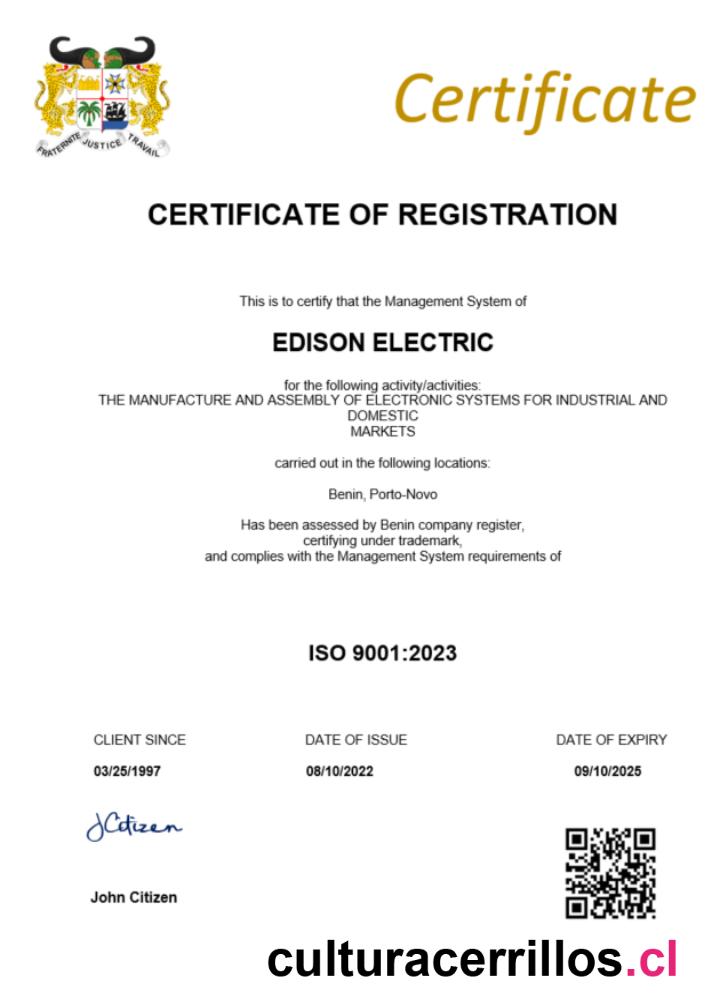 FRATERNITE JUSTICE TRAVAIL
Certificate
CERTIFICATE OF REGISTRATION
This is to certify that the Management System of
EDISON ELECTRIC
for the following activity/activities:
THE MANUFACTURE AND ASSEMBLY OF ELECTRONIC SYSTEMS FOR INDUSTRIAL AND
DOMESTIC
MARKETS
carried out in the following locations:
Benin, Porto-Novo
Has been assessed by Benin company register,
certifying under trademark,
and complies with the Management System requirements of
ISO 9001:2023
CLIENT SINCE DATE OF ISSUE DATE OF EXPIRY
03/25/1997 08/10/2022 09/10/2025
JCitizen
John Citizen
culturacerrillos.cl